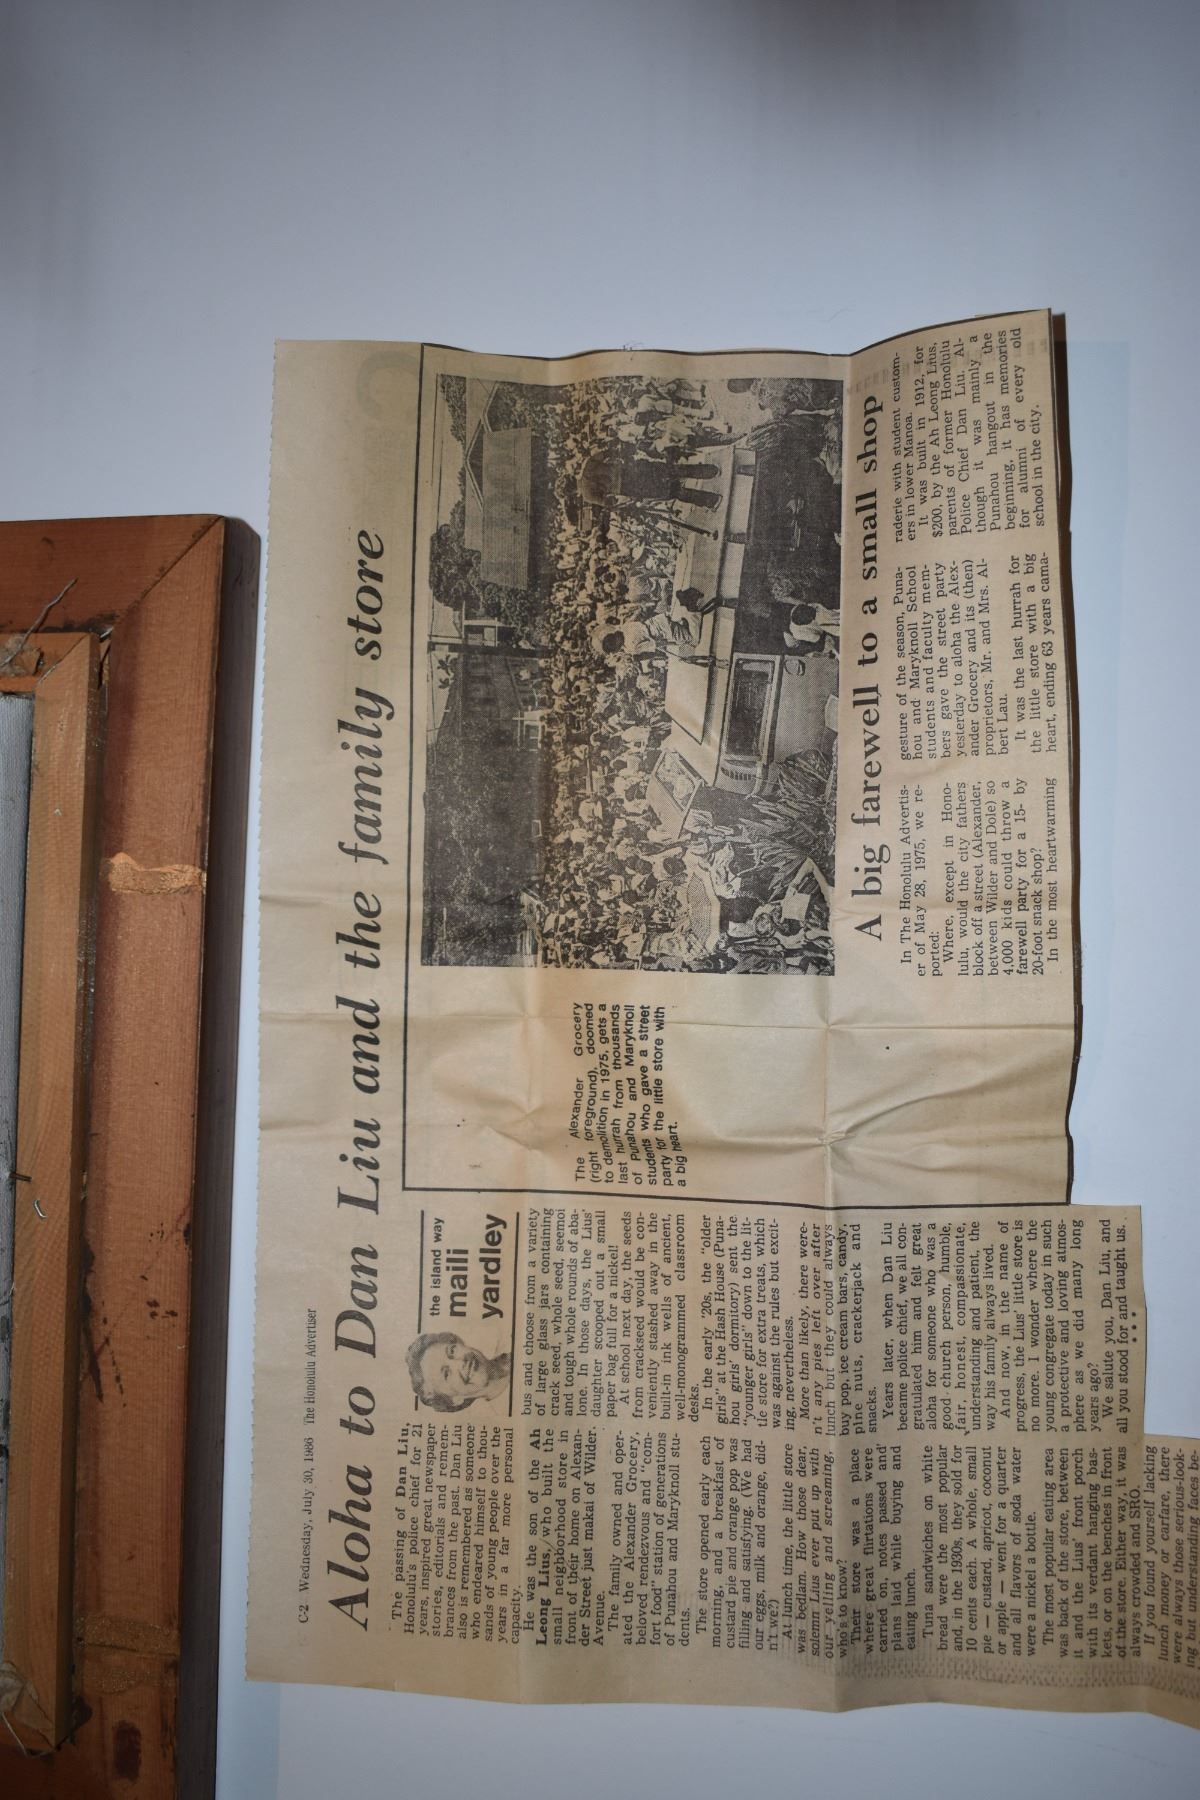 C-2 Wednesday, July 30, 1986 The Honolulu Advertiser
Aloha to Dan Liu and the family store
The passing of Dan Liu,
Honolulu's police chief for 21
years, inspired great newspaper
stories, editorials and remem-
brances from the past. Dan Liu
also is remembered as someone
who endeared himself to thou-
sands of young people over the
years in a far more personal
capacity.
He was the son of the Ah
Leong Lius, who built the
small neighborhood store in
front of their home on Alexan-
der Street just makai of Wilder
Avenue.
The family owned and oper-
ated the Alexander Grocery,
beloved rendezvous and "com-
fort food" station of generations
of Punahou and Maryknoll stu-
dents.
The store opened early each
morning, and a breakfast of
custard pie and orange pop was
filling and satisfying. (We had
our eggs, milk and orange, did-
n't we?)
At lunch time, the little store
was bedlam. How those dear,
solemn Lius ever put up with
our yelling and screaming,
who's to know?
Their store was a place
where great flirtations were
carried on, notes passed and
plans laid while buying and
eating lunch.
Tuna sandwiches on white
bread were the most popular
and, in the 1930s, they sold for
10 cents each. A whole, small
pie — custard, apricot, coconut
or apple — went for a quarter
and all flavors of soda water
were a nickel a bottle.
The most popular eating area
was back of the store, between
it and the Lius' front porch
with its verdant hanging bas-
kets, or on the benches in front
of the store. Either way, it was
always crowded and SRO.
If you found yourself lacking
lunch money or carfare, there
were always those serious-look-
ing but understanding faces be-
the island way
maili
yardley
bus and choose from a variety
of large glass jars containing
crack seed, whole seed, seemoi
and tough whole rounds of aba-
lone. In those days, the Lius'
daughter scooped out a small
paper bag full for a nickel!
At school next day, the seeds
from crackseed would be con-
veniently stashed away in the
built-in ink wells of ancient,
well-monogrammed classroom
desks.
In the early '20s, the "older
girls" at the Hash House (Puna-
hou girls' dormitory) sent the
"younger girls" down to the lit-
tle store for extra treats, which
was against the rules but excit-
ing, nevertheless.
More than likely, there were-
n't any pies left over after
lunch but they could always
buy pop, ice cream bars, candy,
pine nuts, crackerjack and
snacks.
Years later, when Dan Liu
became police chief, we all con-
gratulated him and felt great
aloha for someone who was a
good church person, humble,
fair, honest, compassionate,
understanding and patient, the
way his family always lived.
And now, in the name of
progress, the Lius' little store is
no more. I wonder where the
young congregate today in such
a protective and loving atmos-
phere as we did many long
years ago?
We salute you, Dan Liu, and
all you stood for and taught us.
• • •
The Alexander Grocery
(right foreground), doomed
to demolition in 1975, gets a
last hurrah from thousands
of Punahou and Maryknoll
students who gave a street
party for the little store with
a big heart.
A big farewell to a small shop
In The Honolulu Advertis-
er of May 28, 1975, we re-
ported:
Where, except in Hono-
lulu, would the city fathers
block off a street (Alexander,
between Wilder and Dole) so
4,000 kids could throw a
farewell party for a 15- by
20-foot snack shop?
In the most heartwarming
gesture of the season, Puna-
hou and Maryknoll School
students and faculty mem-
bers gave the street party
yesterday to aloha the Alex-
ander Grocery and its (then)
proprietors, Mr. and Mrs. Al-
bert Lau.
It was the last hurrah for
the little store with a big
heart, ending 63 years cama-
raderie with student custom-
ers in lower Manoa.
It was built in 1912, for
$200, by the Ah Leong Lius,
parents of former Honolulu
Police Chief Dan Liu. Al-
though it was mainly a
Punahou hangout in the
beginning, it has memories
for alumni of every old
school in the city.